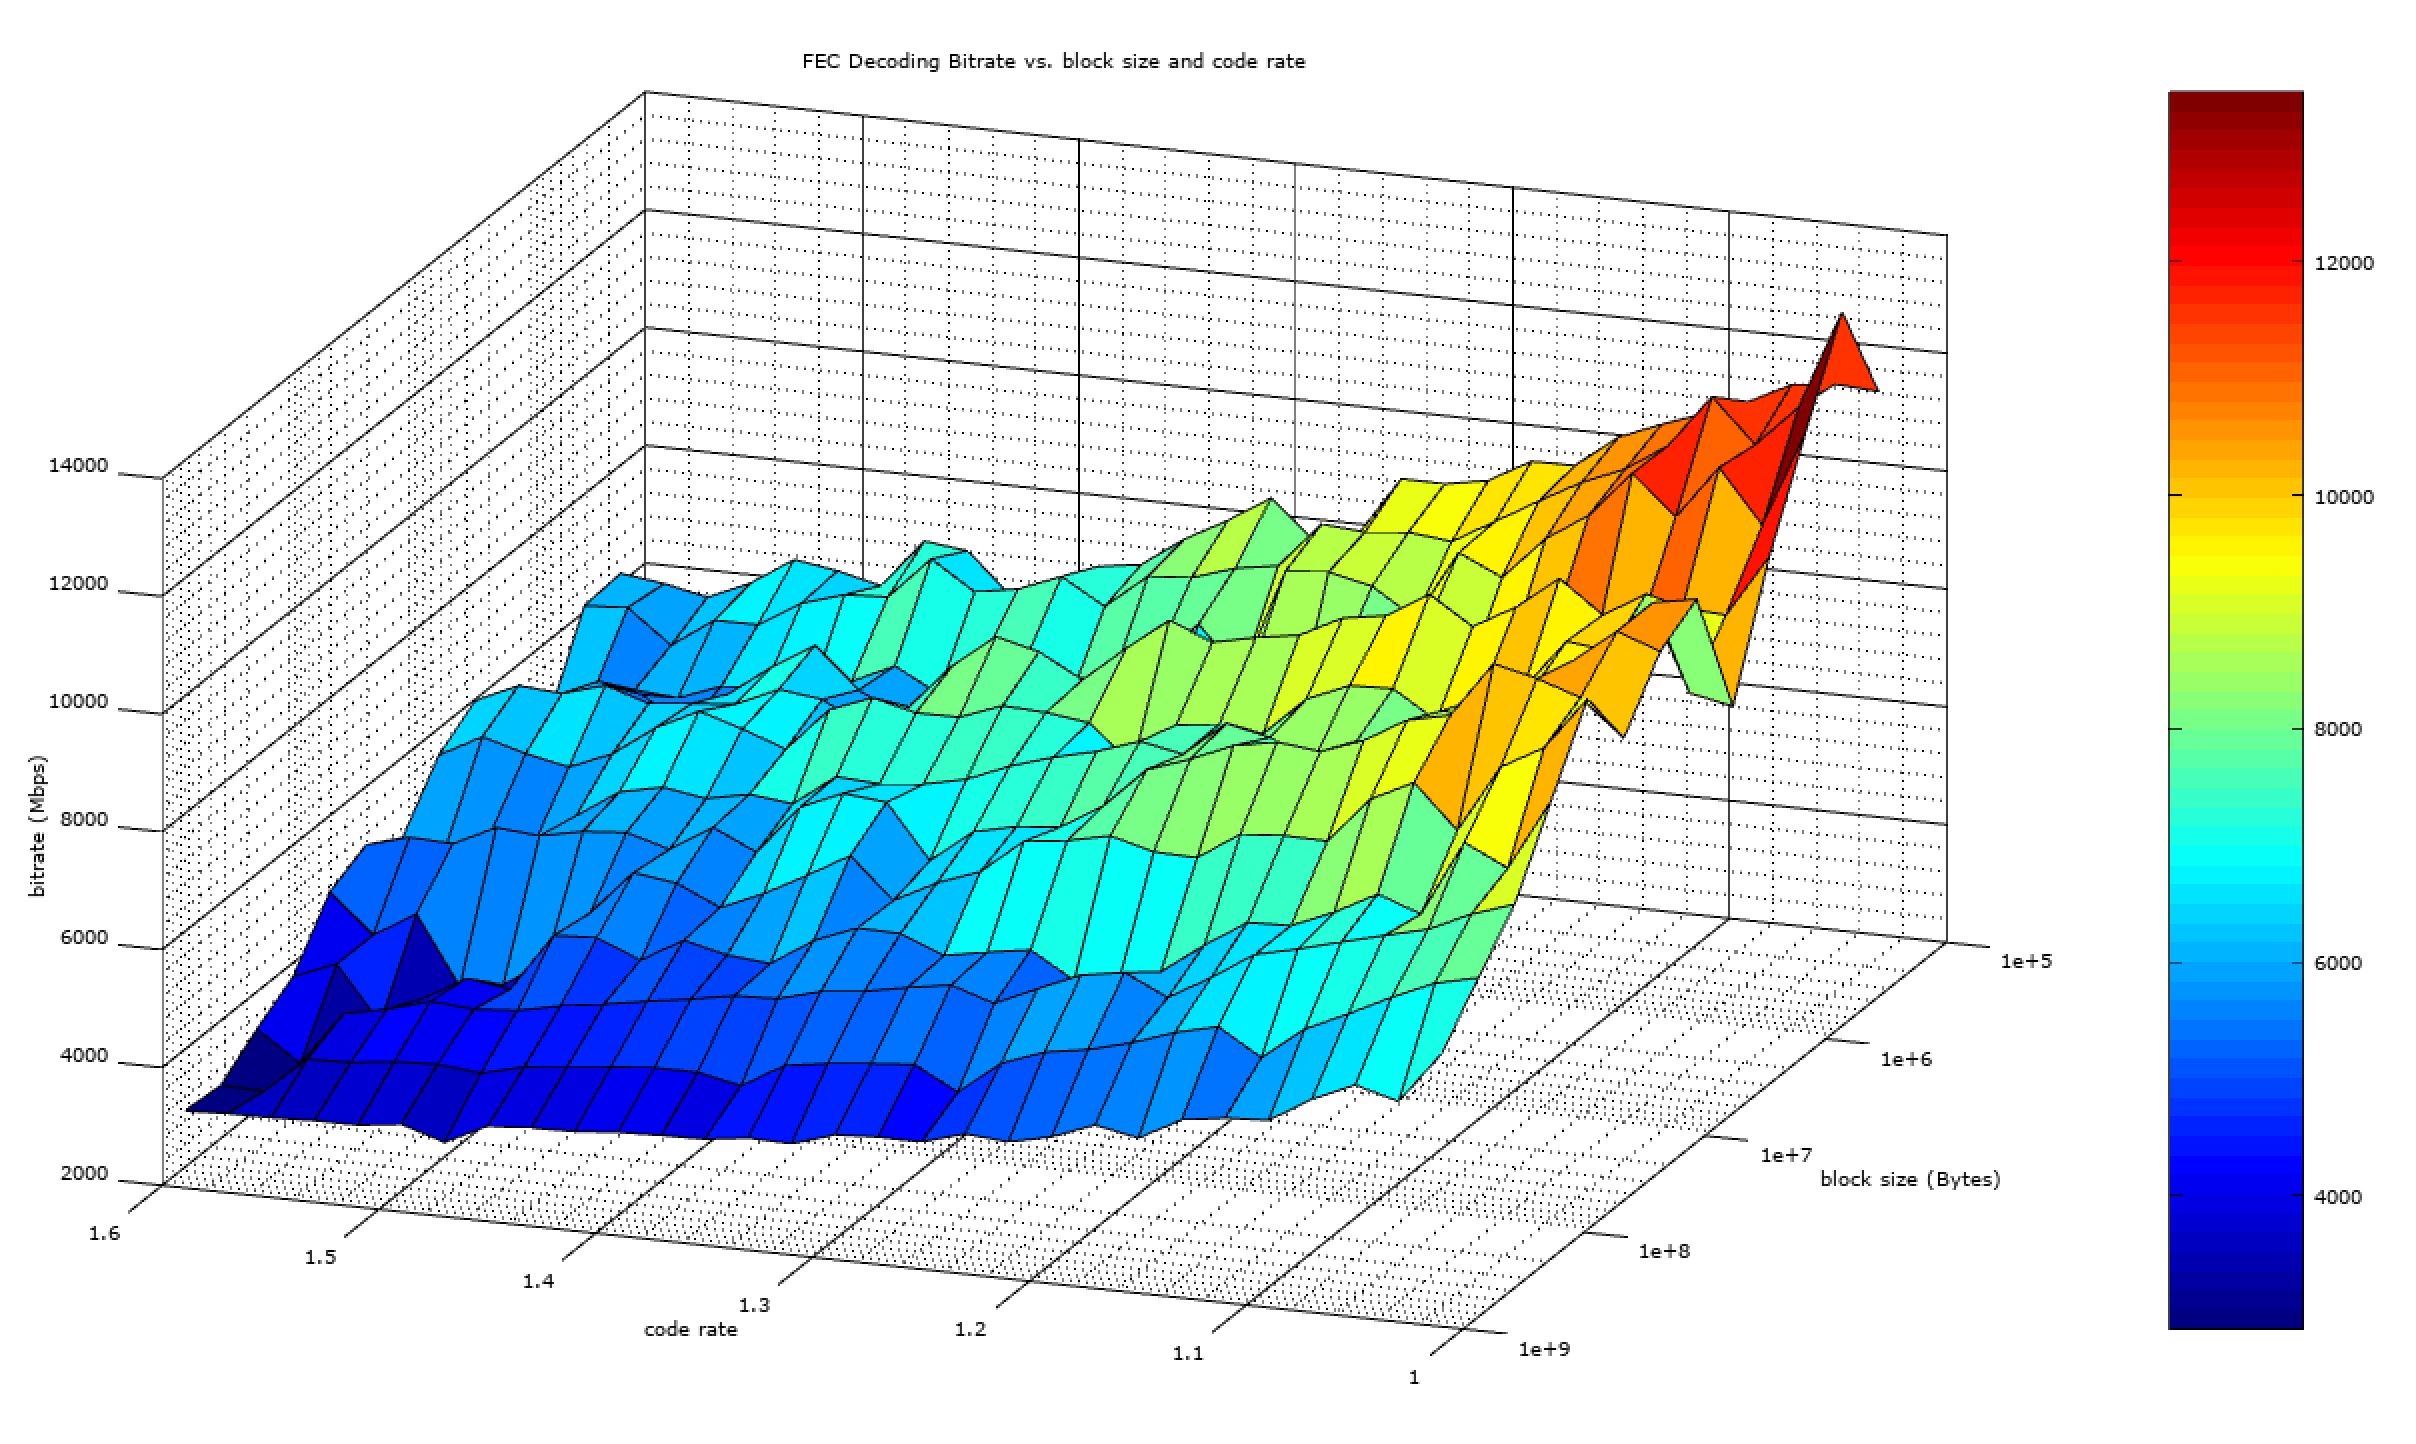 FEC Decoding Bitrate vs. block size and code rate
14000
12000
10000
8000
6000
4000
2000
bitrate (Mbps)
1.6
1.5
1.4
1.3
1.2
1.1
1
code rate
1e+5
1e+6
1e+7
1e+8
1e+9
block size (Bytes)
12000
10000
8000
6000
4000